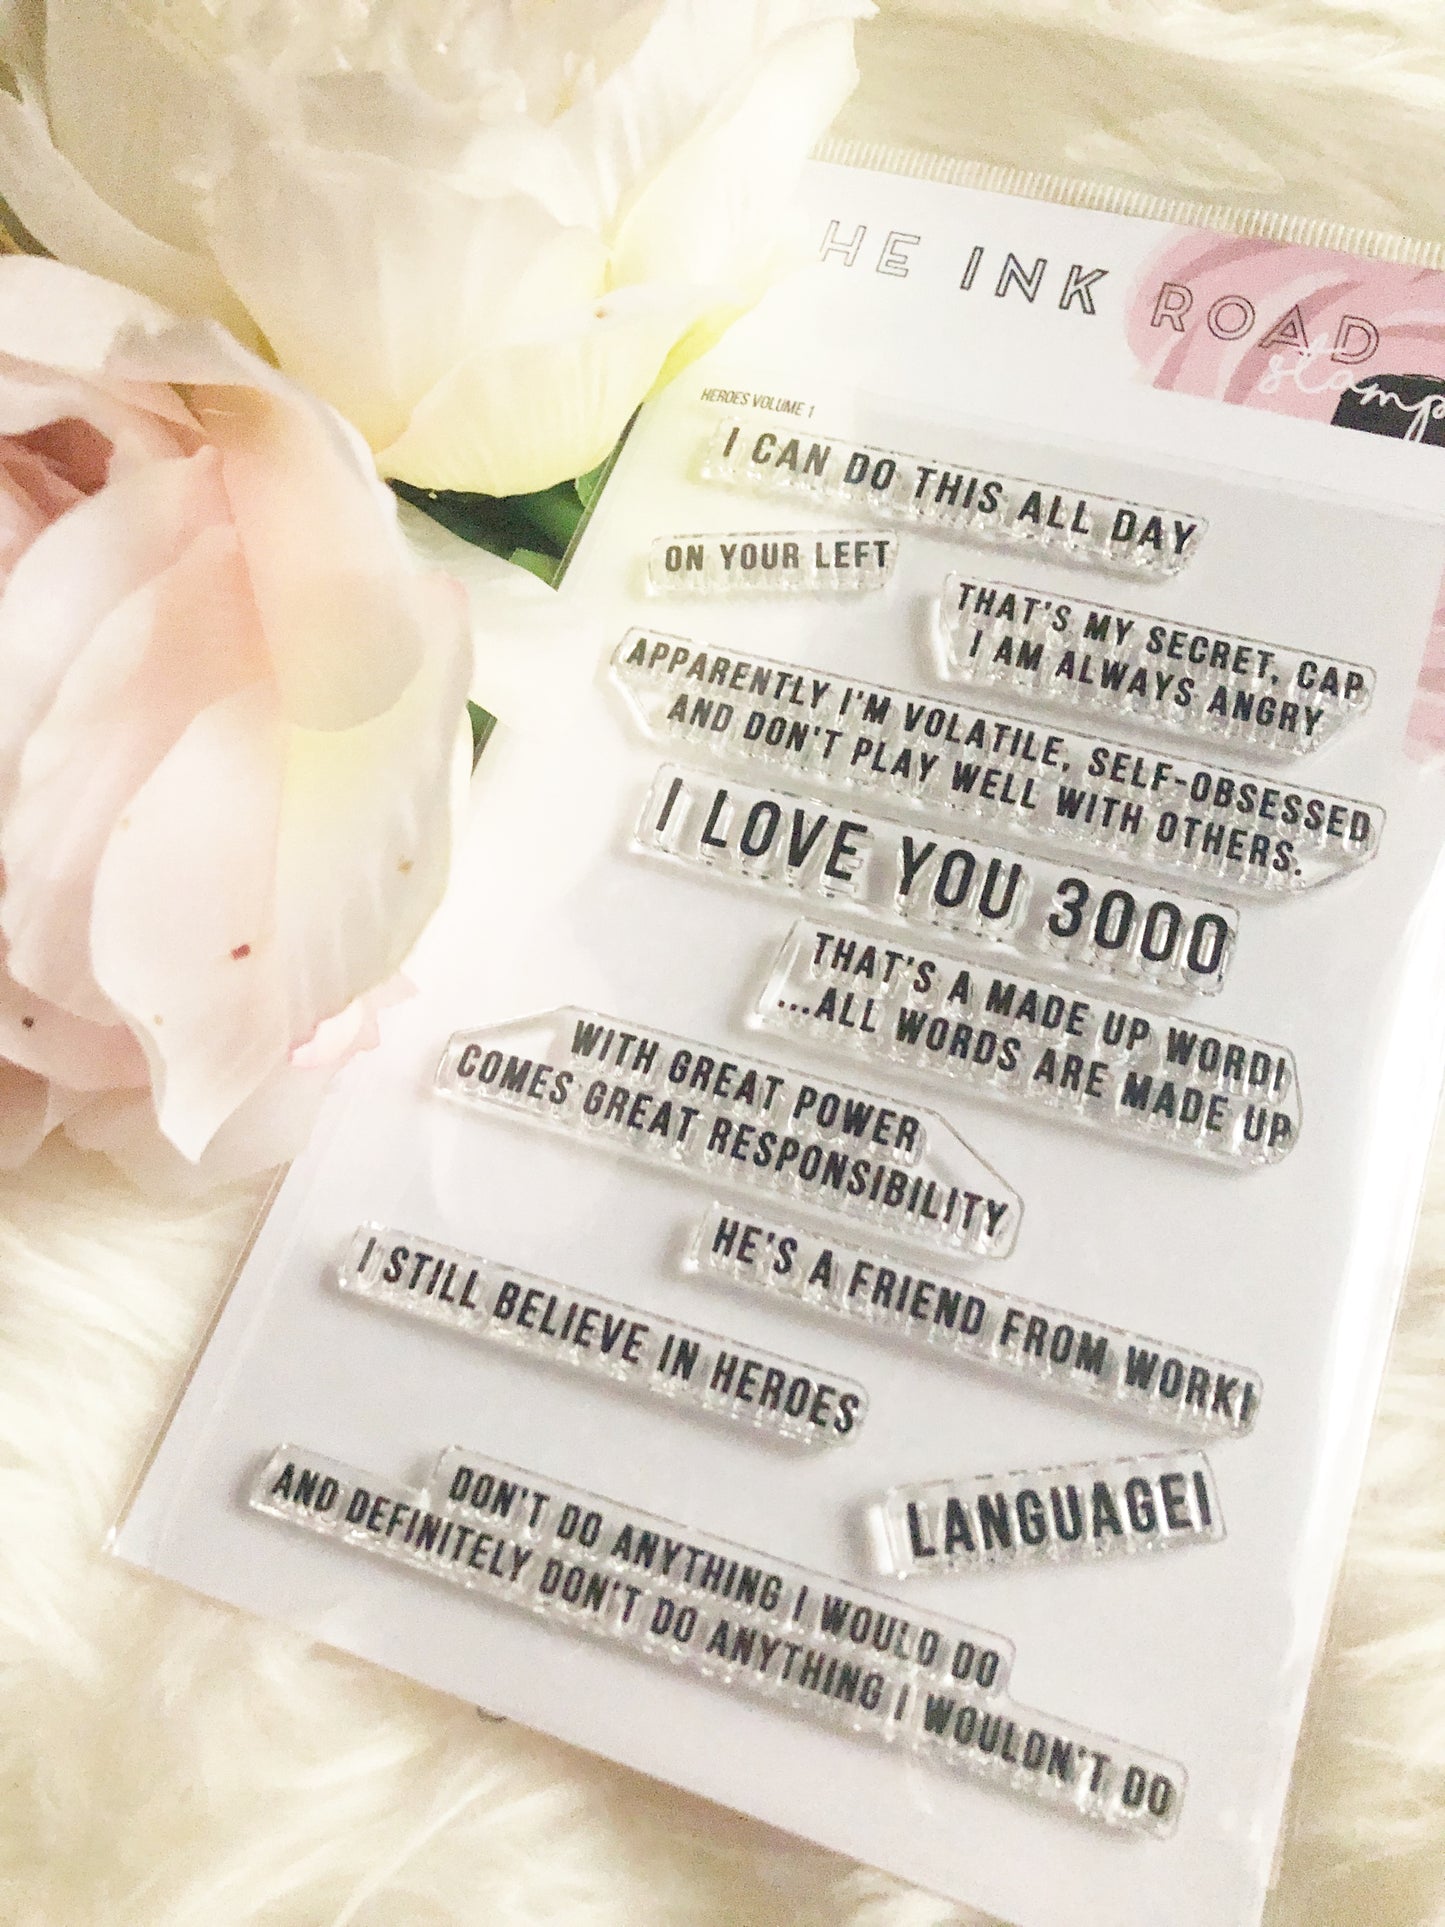 HE INK ROAD
stamp
HEROES VOLUME 1
I CAN DO THIS ALL DAY
ON YOUR LEFT
THAT'S MY SECRET, CAP
I AM ALWAYS ANGRY
APPARENTLY I'M VOLATILE, SELF-OBSESSED
AND DON'T PLAY WELL WITH OTHERS.
I LOVE YOU 3000
THAT'S A MADE UP WORD!
...ALL WORDS ARE MADE UP
WITH GREAT POWER
COMES GREAT RESPONSIBILITY
HE'S A FRIEND FROM WORK!
I STILL BELIEVE IN HEROES
LANGUAGE!
DON'T DO ANYTHING I WOULD DO
AND DEFINITELY DON'T DO ANYTHING I WOULDN'T DO